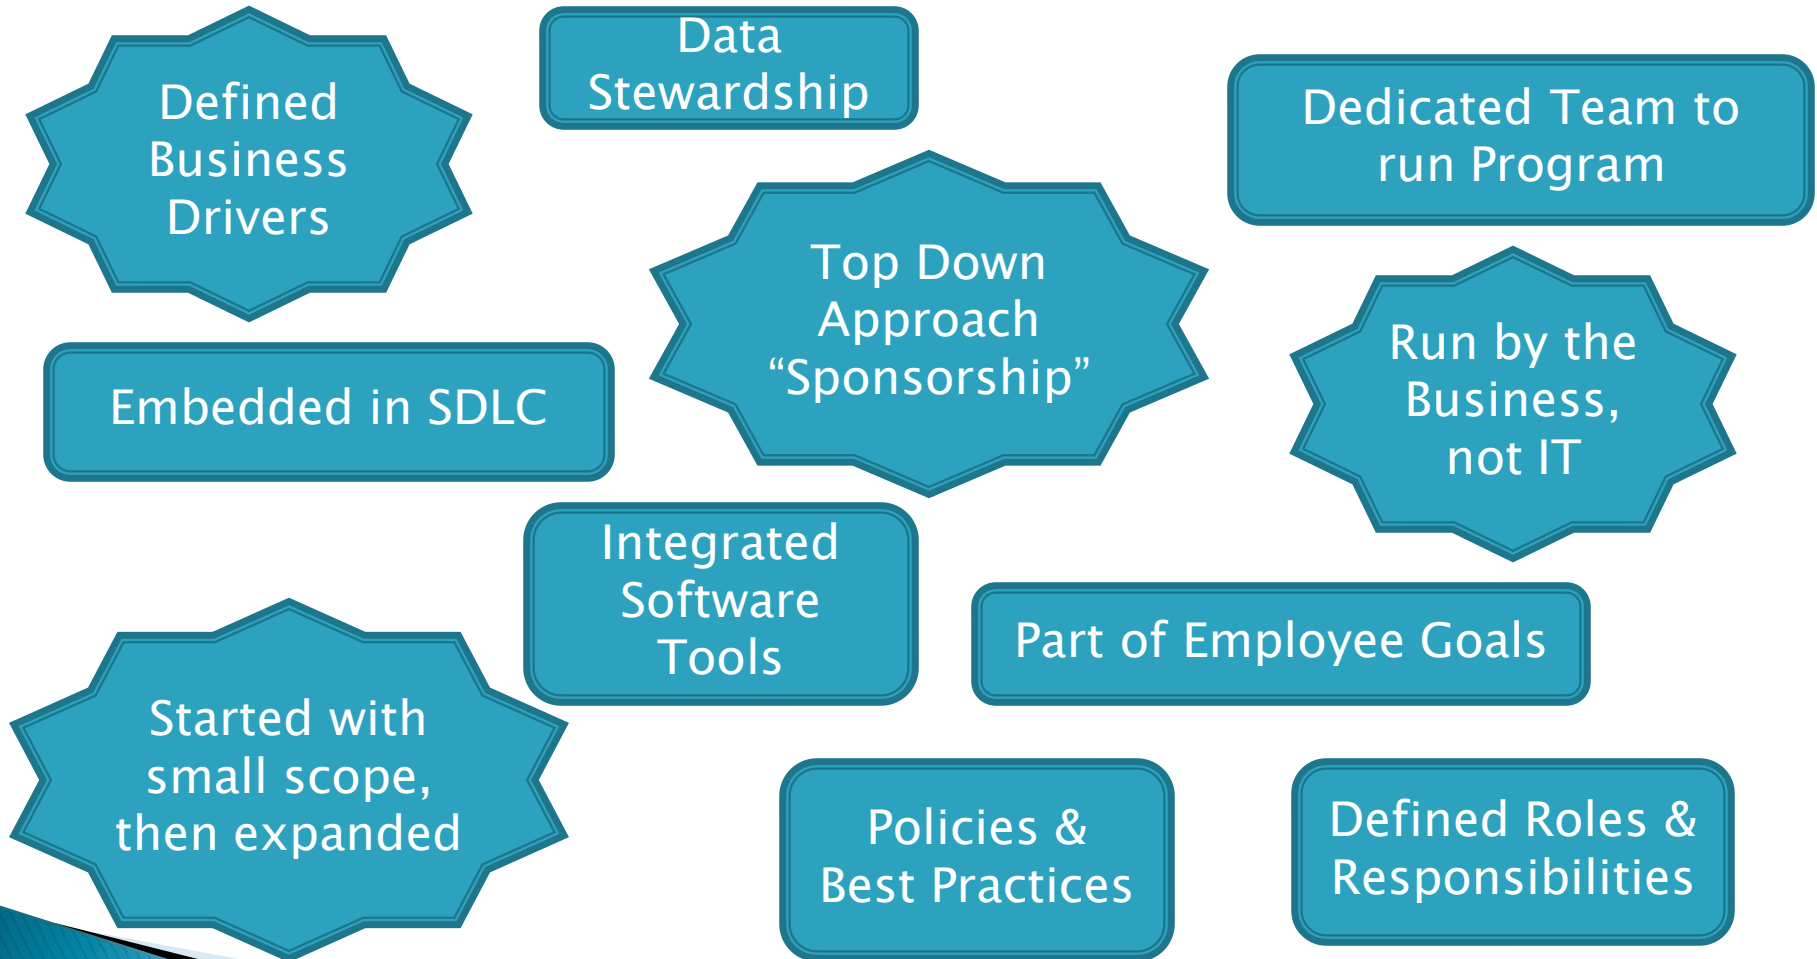 Defined
Business
Drivers
Data
Stewardship
Dedicated Team to
run Program
Top Down
Approach
“Sponsorship”
Run by the
Business,
not IT
Embedded in SDLC
Integrated
Software
Tools
Part of Employee Goals
Started with
small scope,
then expanded
Policies &
Best Practices
Defined Roles &
Responsibilities